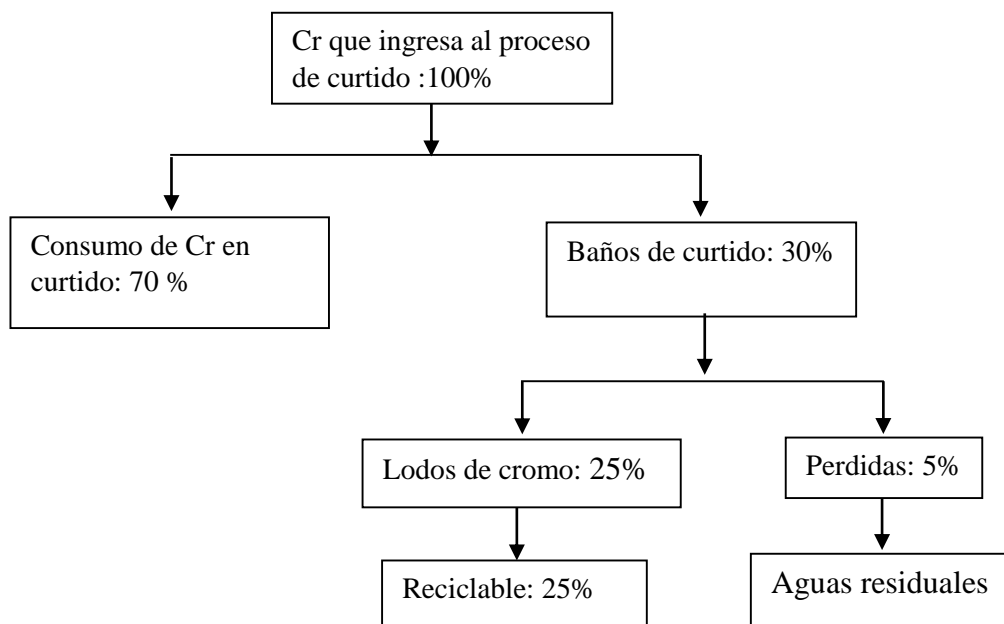 Cr que ingresa al proceso
de curtido :100%
Consumo de Cr en
curtido: 70 %
Baños de curtido: 30%
Lodos de cromo: 25%
Perdidas: 5%
Reciclable: 25%
Aguas residuales